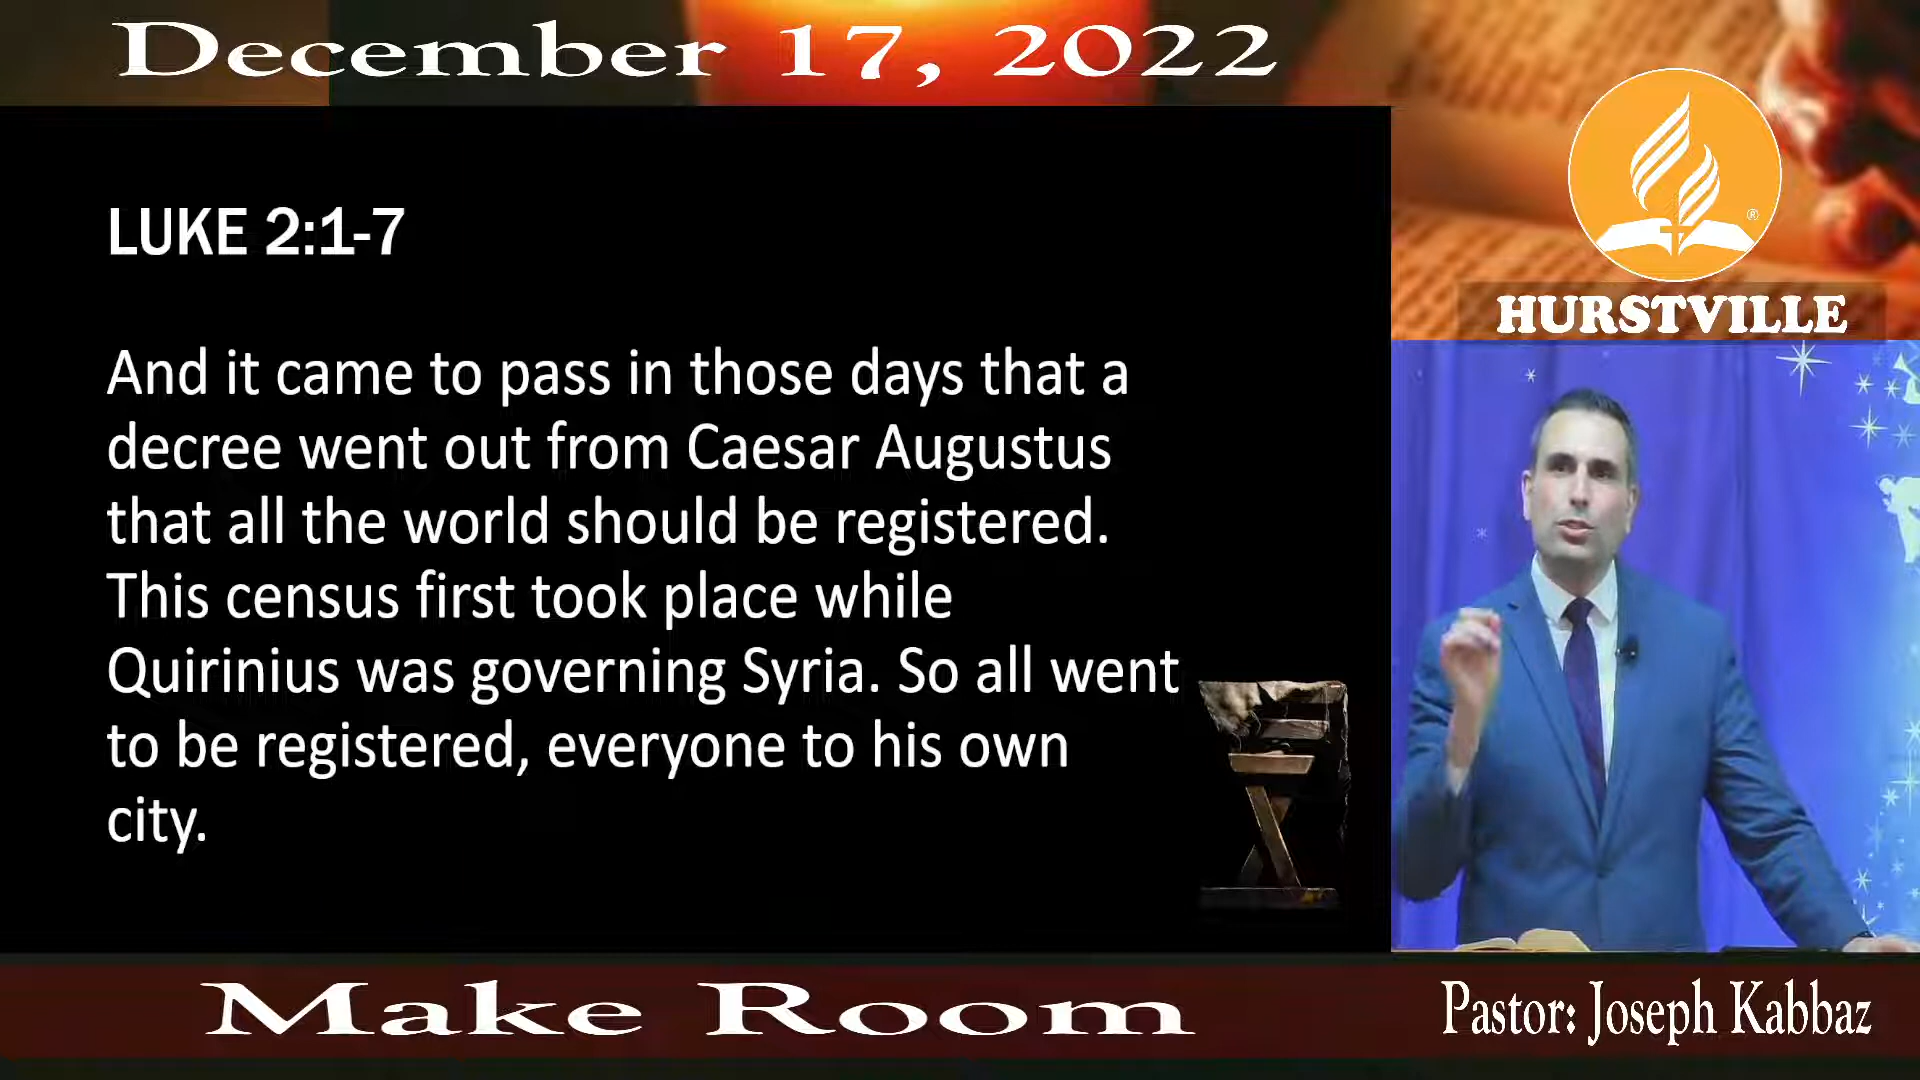 December 17, 2022
LUKE 2:1-7
And it came to pass in those days that a
decree went out from Caesar Augustus
that all the world should be registered.
This census first took place while
Quirinius was governing Syria. So all went
to be registered, everyone to his own
city.
®
HURSTVILLE
Make Room
Pastor: Joseph Kabbaz